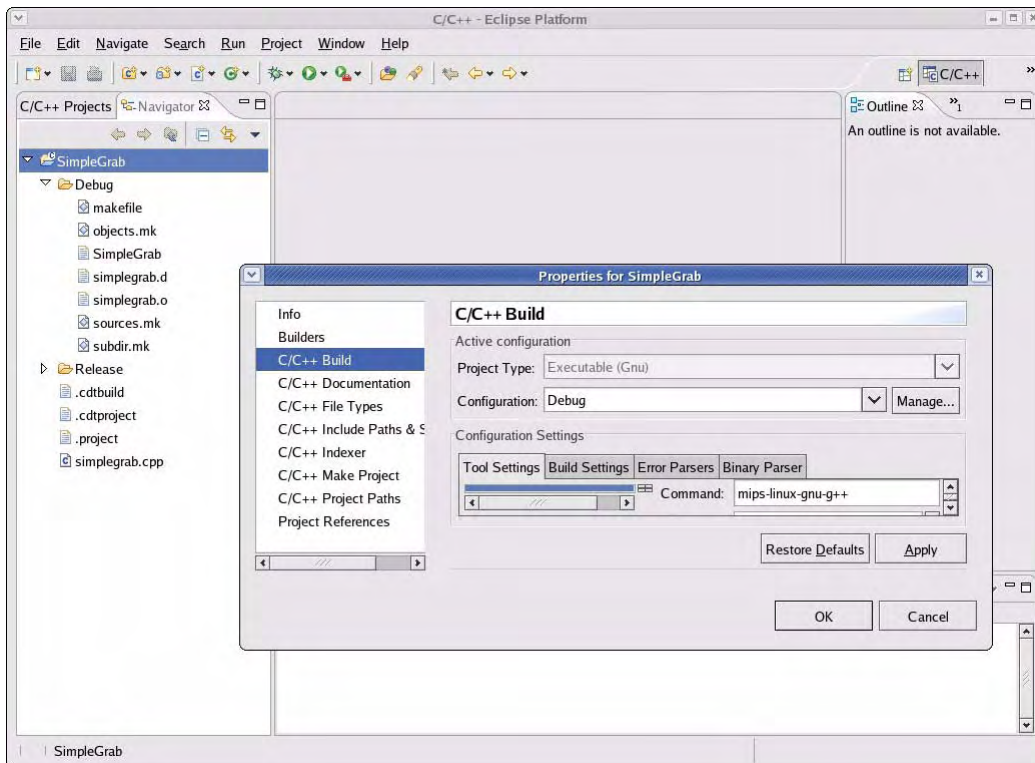 C/C++ - Eclipse Platform
File Edit Navigate Search Run Project Window Help
C/C++
C/C++ Projects Navigator
Outline
An outline is not available.
SimpleGrab
Debug
makefile
objects.mk
SimpleGrab
simplegrab.d
simplegrab.o
sources.mk
subdir.mk
Release
.cdtbuild
.cdtproject
.project
simplegrab.cpp
Properties for SimpleGrab
Info
Builders
C/C++ Build
C/C++ Documentation
C/C++ File Types
C/C++ Include Paths &
C/C++ Indexer
C/C++ Make Project
C/C++ Project Paths
Project References
C/C++ Build
Active configuration
Project Type: Executable (Gnu)
Configuration: Debug Manage...
Configuration Settings
Tool Settings Build Settings Error Parsers Binary Parser
Command: mips-linux-gnu-g++
Restore Defaults Apply
OK Cancel
SimpleGrab